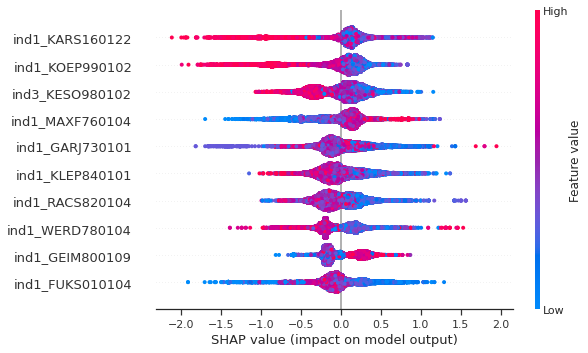 High
ind1_KARS160122
ind1_KOEP990102
ind3_KESO980102
ind1_MAXF760104
ind1_GARJ730101
ind1_KLEP840101
ind1_RACS820104
ind1_WERD780104
ind1_GEIM800109
ind1_FUKS010104
Feature value
Low
−2.0 −1.5 −1.0 −0.5 0.0 0.5 1.0 1.5 2.0
SHAP value (impact on model output)